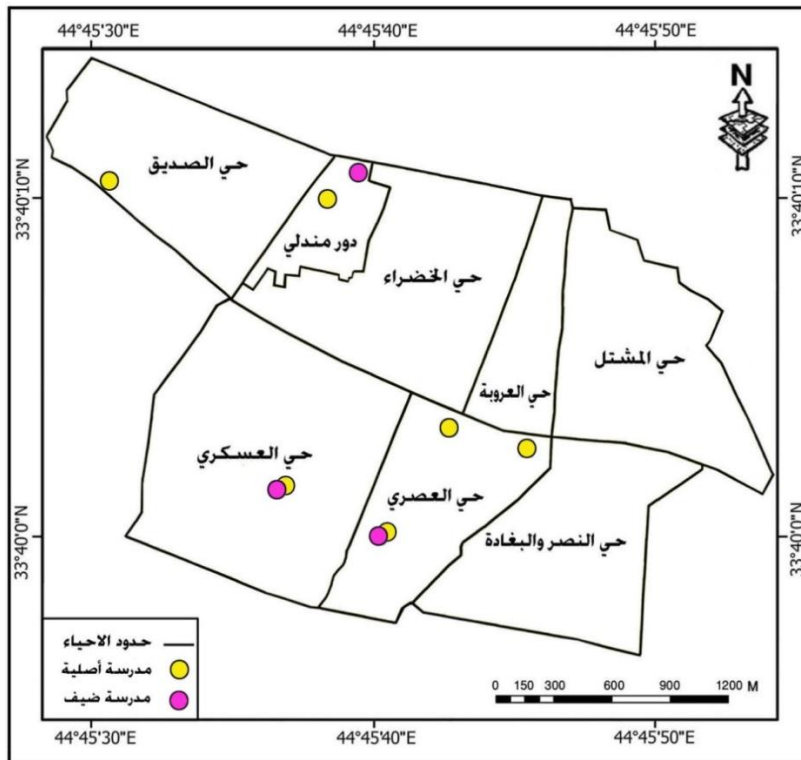 44°45'30"E
44°45'40"E
44°45'50"E
N
33°40'10"N
33°40'10"N
حي الصديق
دور مندلي
حي الخضراء
حي المشتل
حي العروبة
حي العسكري
حي العصري
حي النصر والبغادة
33°40'0"N
33°40'0"N
حدود الاحياء
مدرسة أصلية
مدرسة ضيف
0 150 300 600 900 1200 M
44°45'30"E
44°45'40"E
44°45'50"E